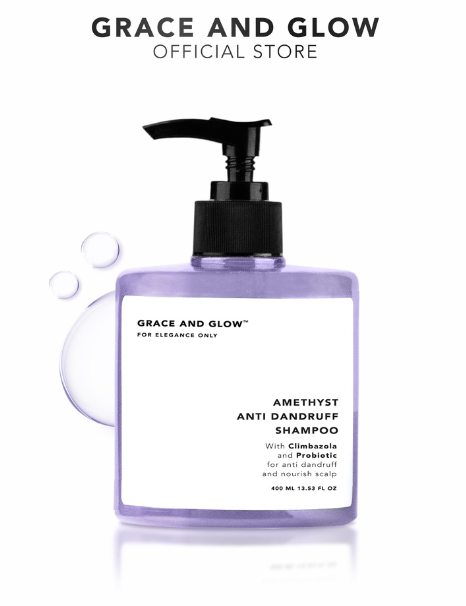 GRACE AND GLOW
OFFICIAL STORE
GRACE AND GLOW™
FOR ELEGANCE ONLY
AMETHYST
ANTI DANDRUFF
SHAMPOO
With Climbazola
and Probiotic
for anti dandruff
and nourish scalp
400 ML 13.53 FL OZ